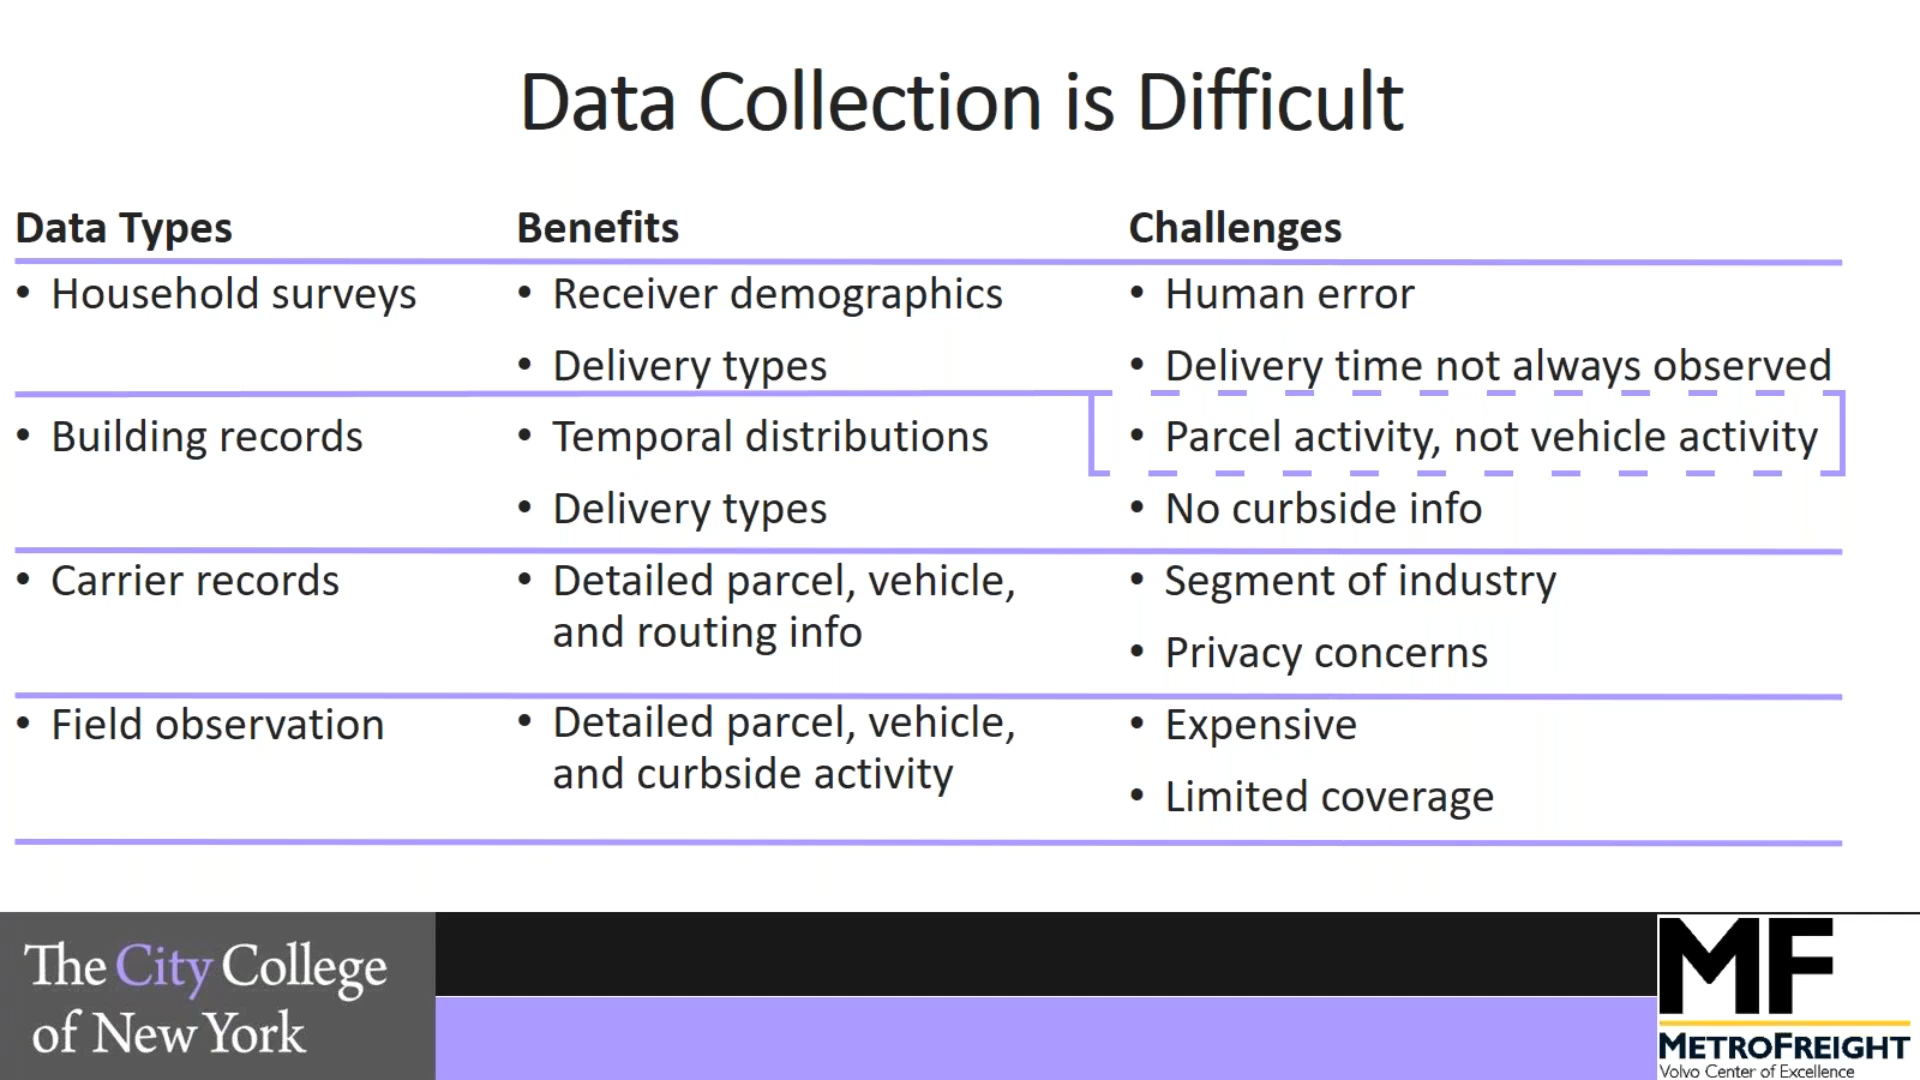 Data Collection is Difficult
Data Types Benefits Challenges
• Household surveys • Receiver demographics • Human error
• Delivery types • Delivery time not always observed
• Building records • Temporal distributions • Parcel activity, not vehicle activity
• Delivery types • No curbside info
• Carrier records • Detailed parcel, vehicle, • Segment of industry
and routing info
• Privacy concerns
• Field observation • Detailed parcel, vehicle, • Expensive
and curbside activity
• Limited coverage
The City College
of New York
MF
METROFREIGHT
Volvo Center of Excellence